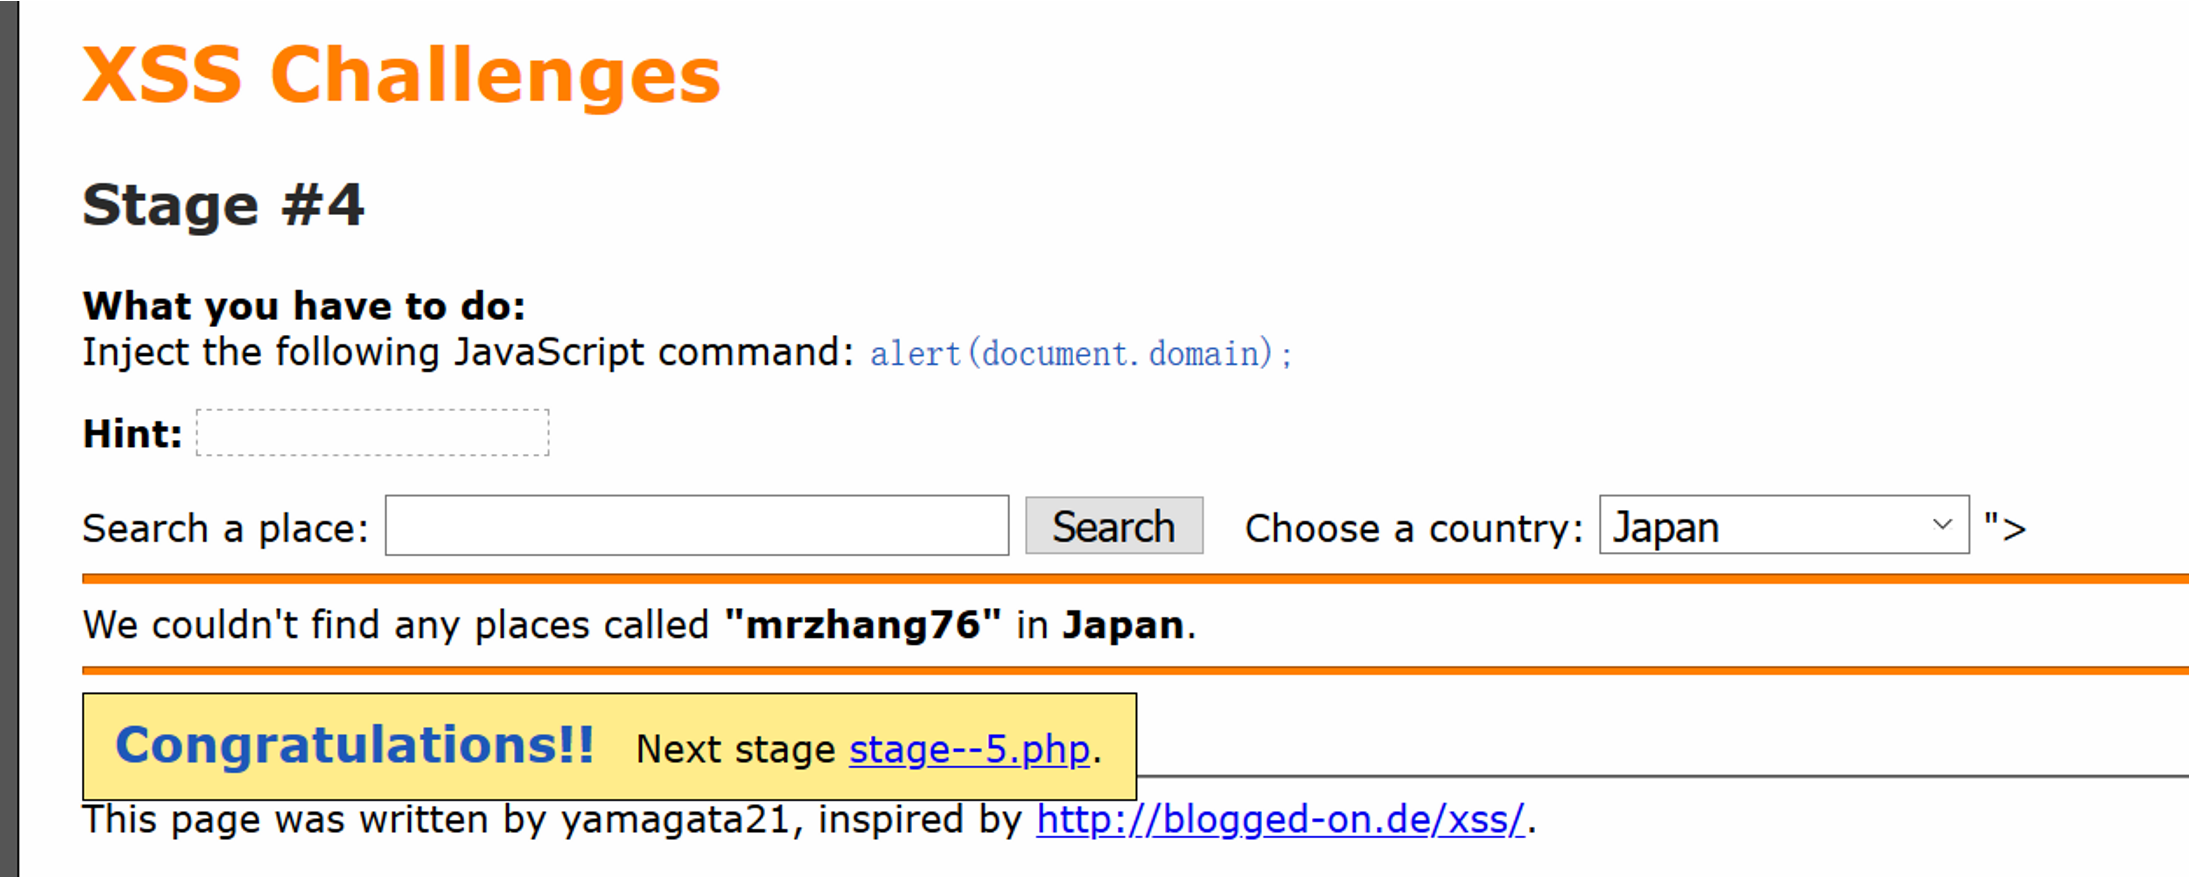 XSS Challenges
Stage #4
What you have to do:
Inject the following JavaScript command: alert(document.domain);
Hint:
Search a place: Search Choose a country: Japan ">
We couldn't find any places called "mrzhang76" in Japan.
Congratulations!! Next stage stage--5.php.
This page was written by yamagata21, inspired by http://blogged-on.de/xss/.